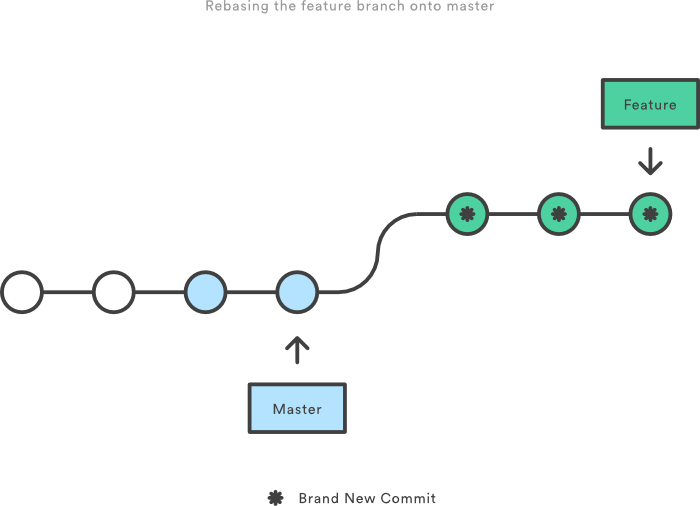 Rebasing the feature branch onto master
Feature
Master
Brand New Commit